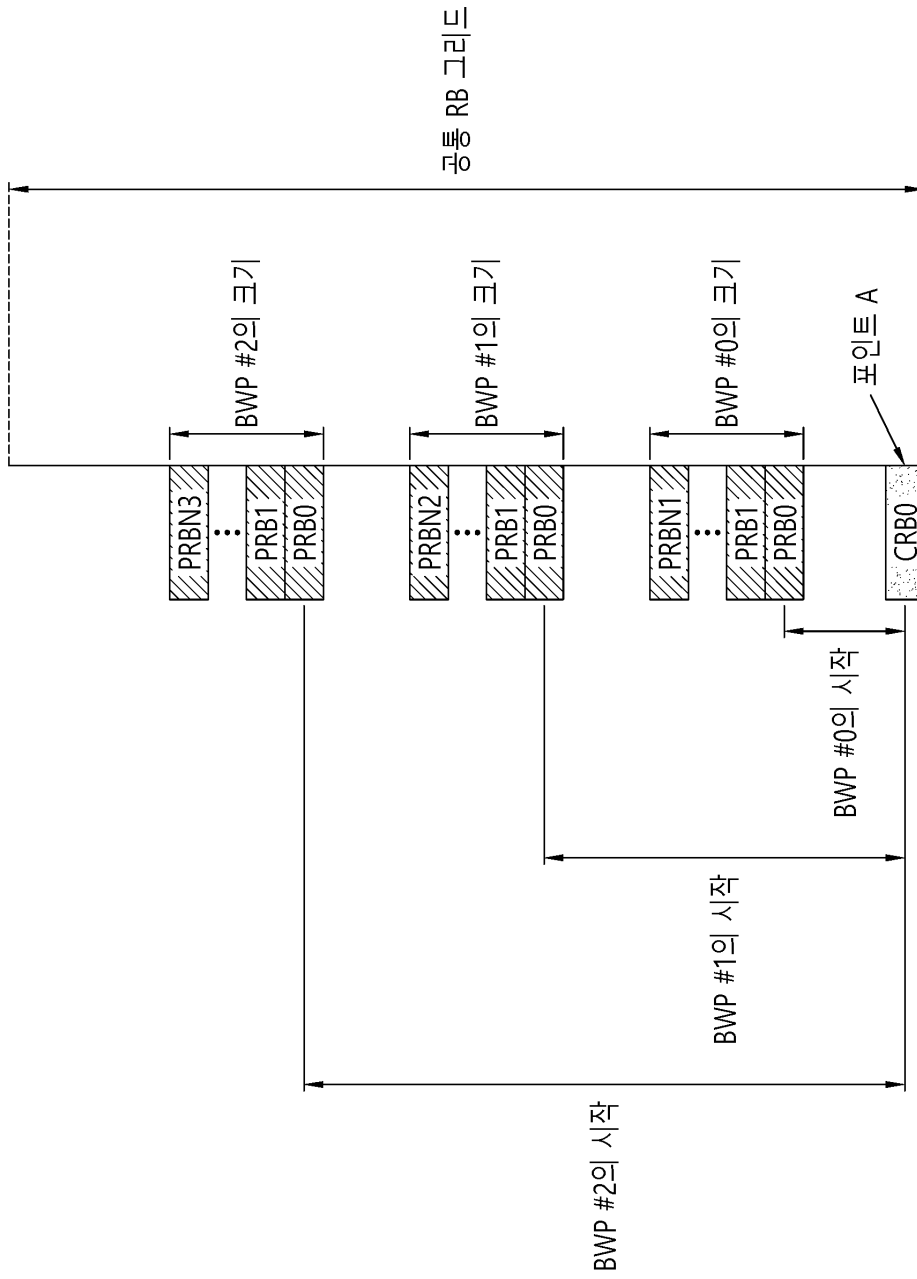 BWP #2의 시작
BWP #1의 시작
BWP #0의 시작
CRB0
PRB0
PRB1
•••
PRBN1
PRB0
PRB1
•••
PRBN2
PRB0
PRB1
•••
PRBN3
포인트 A
BWP #0의 크기
BWP #1의 크기
BWP #2의 크기
공통 RB 그리드